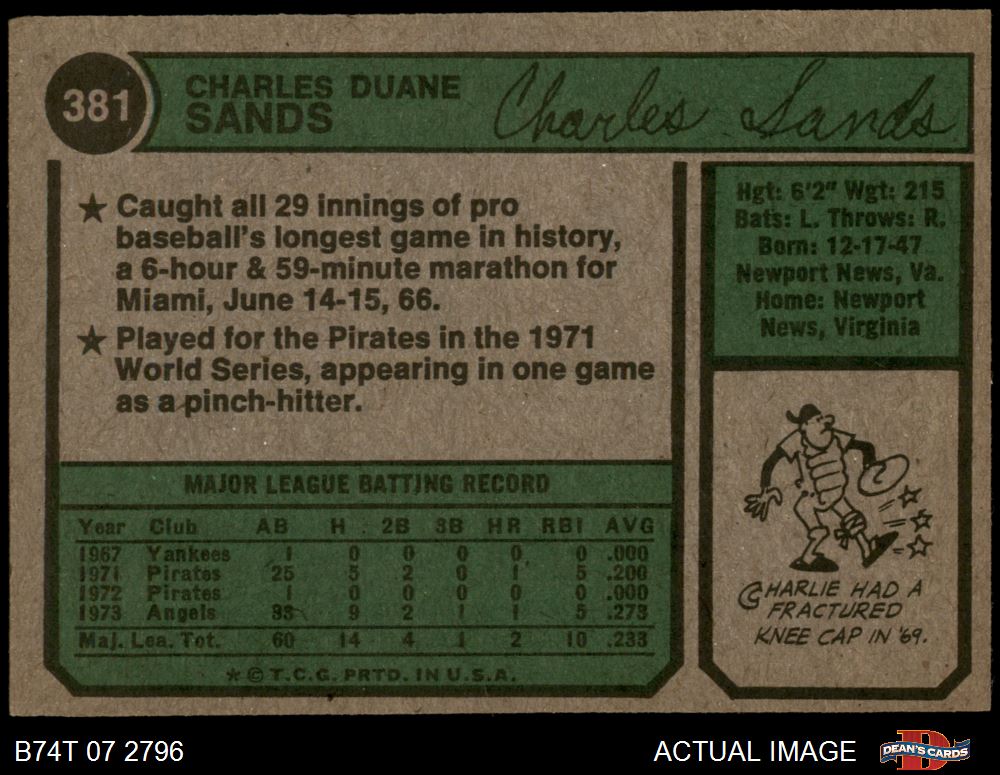 381
CHARLES DUANE
SANDS
Charles Sands
★ Caught all 29 innings of pro
baseball's longest game in history,
a 6-hour & 59-minute marathon for
Miami, June 14-15, 66.
★ Played for the Pirates in the 1971
World Series, appearing in one game
as a pinch-hitter.
Hgt: 6'2" Wgt: 215
Bats: L. Throws: R.
Born: 12-17-47
Newport News, Va.
Home: Newport
News, Virginia
MAJOR LEAGUE BATTING RECORD
Year Club AB H 2B 3B HR RBI AVG
1967 Yankees 1 0 0 0 0 0 .000
1971 Pirates 25 5 2 0 1 5 .200
1972 Pirates 1 0 0 0 0 0 .000
1973 Angels 33 9 2 1 1 5 .273
Maj. Lea. Tot. 60 14 4 1 2 10 .233
★ © T.C.G. PRTD. IN U.S.A.
CHARLIE HAD A
FRACTURED
KNEE CAP IN '69.
B74T 07 2796
ACTUAL IMAGE
D
DEAN'S CARDS